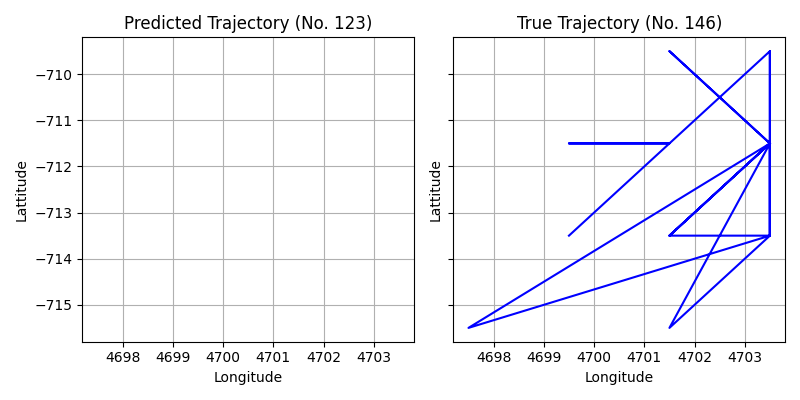 Predicted Trajectory (No. 123)
True Trajectory (No. 146)
−710
−711
−712
−713
−714
−715
Lattitude
Lattitude
4698 4699 4700 4701 4702 4703
4698 4699 4700 4701 4702 4703
Longitude
Longitude